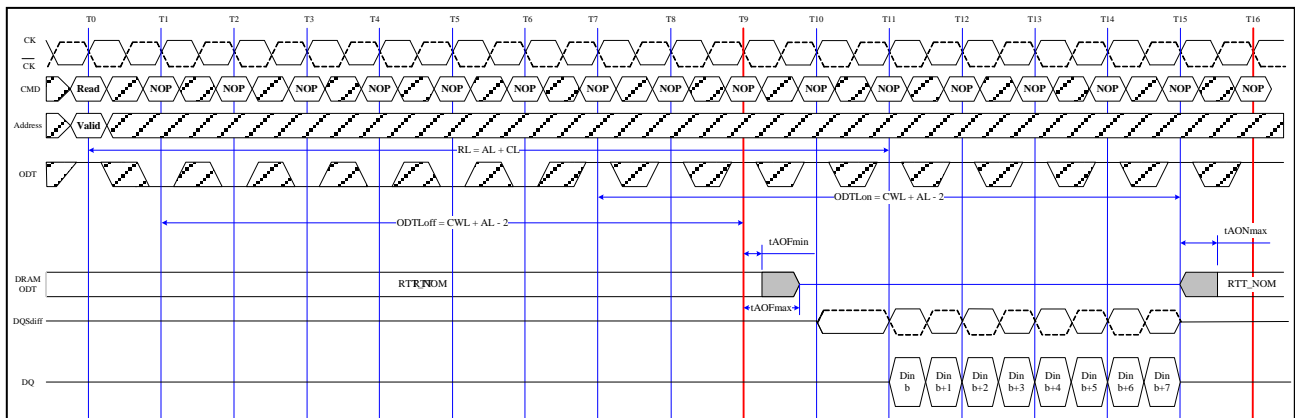 T0 T1 T2 T3 T4 T5 T6 T7 T8 T9 T10 T11 T12 T13 T14 T15 T16
CK
CK
CMD Read NOP NOP NOP NOP NOP NOP NOP NOP NOP NOP NOP NOP NOP NOP NOP NOP
Address Valid
RL = AL + CL
ODT
ODTLon = CWL + AL - 2
ODTLoff = CWL + AL - 2
tAOFmin
tAONmax
DRAM
ODT
RTT_NOM
RTT_NOM
tAOFmax
DQSdiff
DQ
Din b
Din b+1
Din b+2
Din b+3
Din b+4
Din b+5
Din b+6
Din b+7